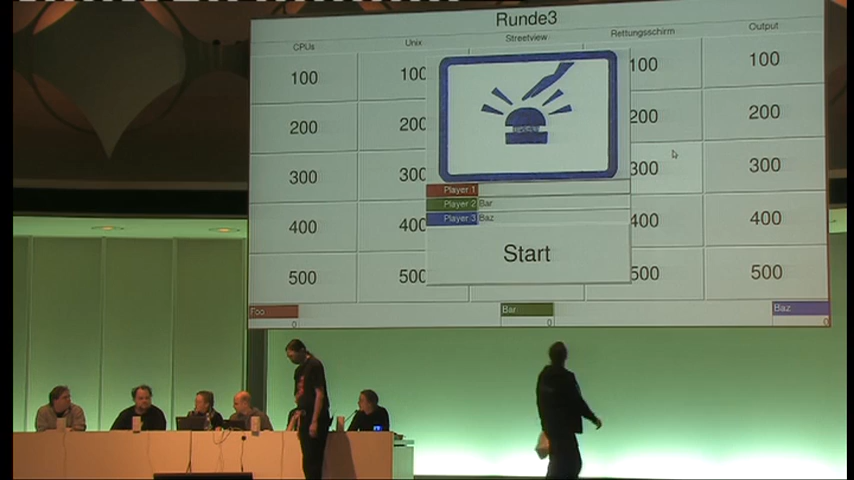 Runde3
CPUs Unix Streetview Rettungsschirm Output
100 100 100 100
200 200 200 200
300 300 300 300
400 400 400 400
500 500 500 500
Player 1
Player 2 Bar
Player 3 Baz
Start
Foo Bar Baz
0 0 0